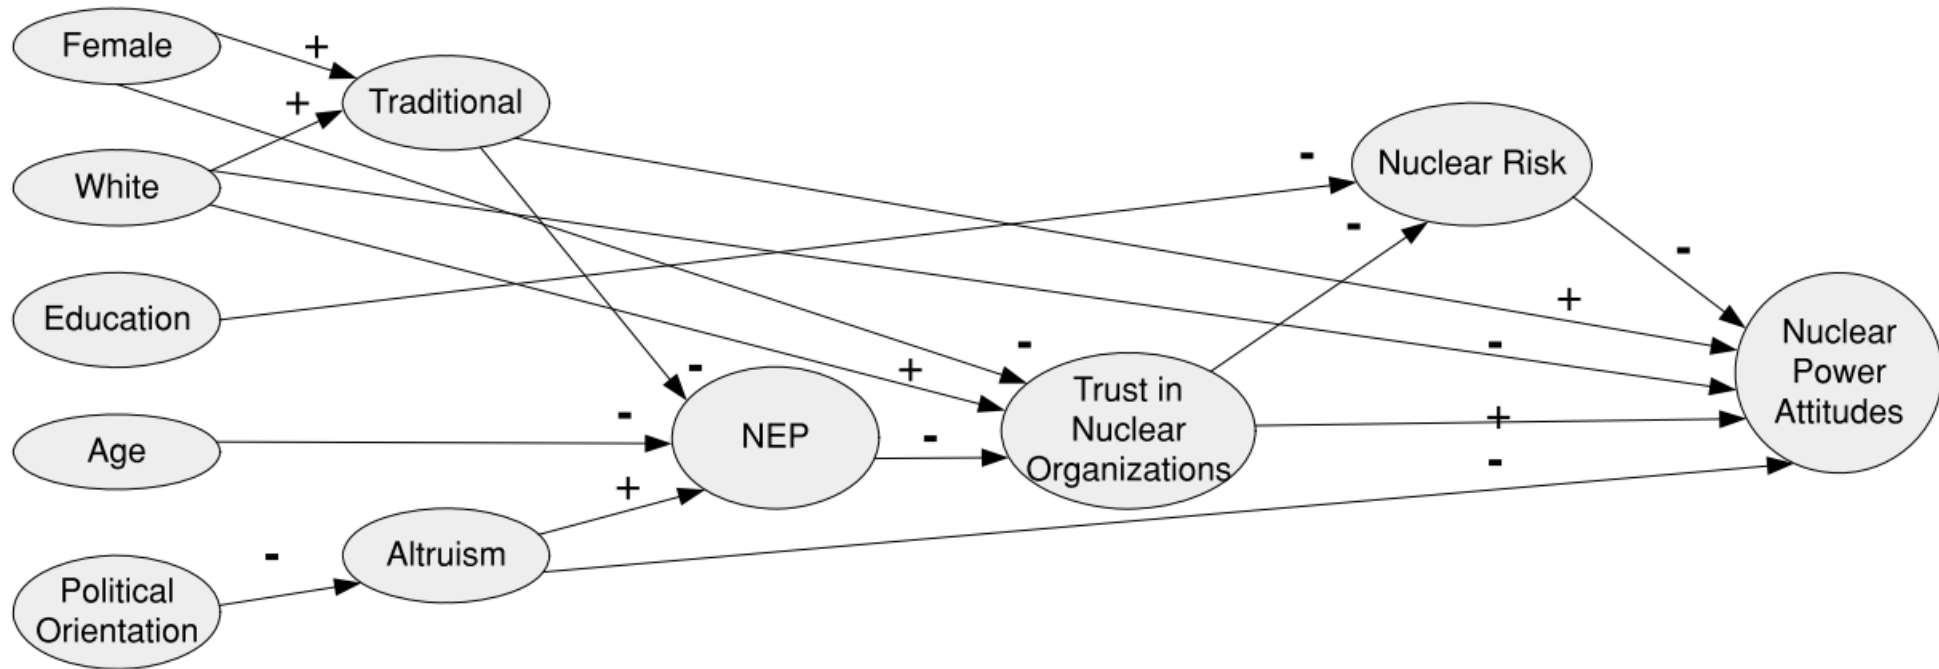 Female
+
Traditional
+
White
Nuclear Risk
-
-
-
Education
+
-
Nuclear
Power
Attitudes
-
+
-
Trust in
Nuclear
Organizations
-
Age
NEP
-
+
-
+
Altruism
-
Political
Orientation